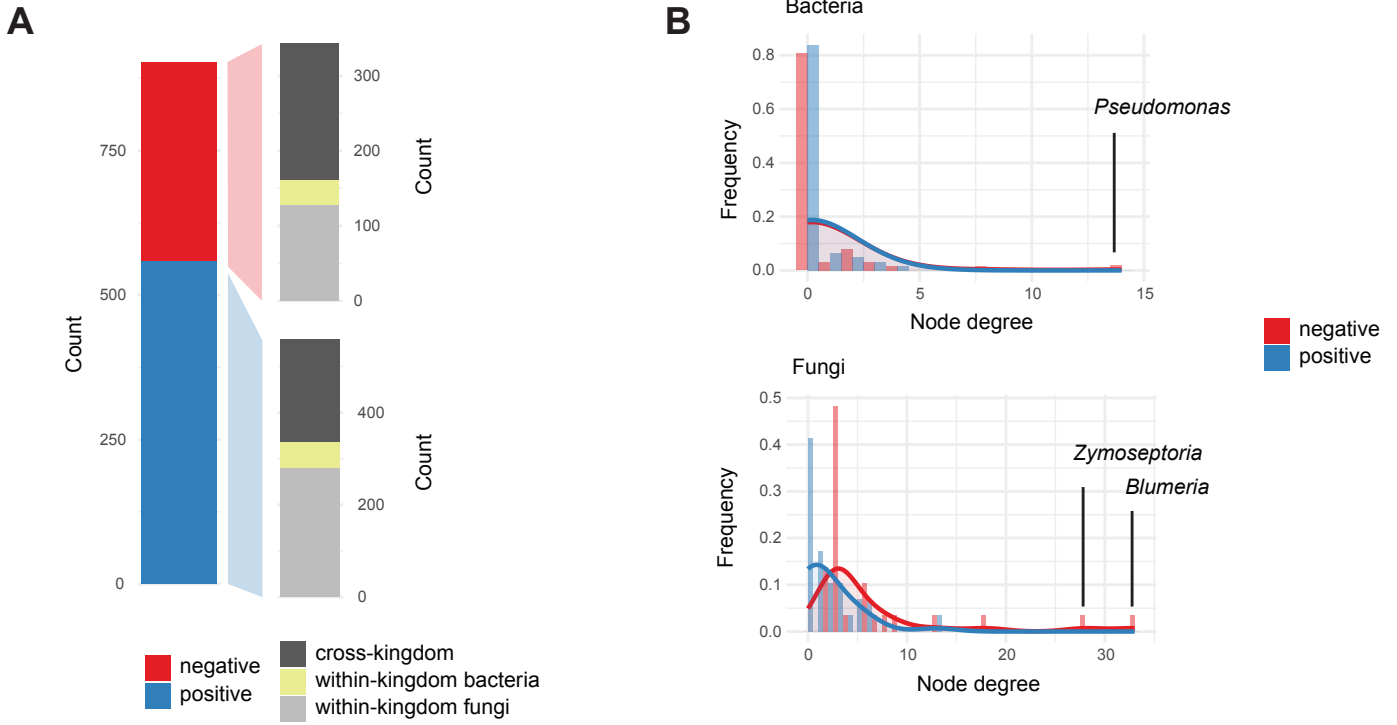 A
Count
750
500
250
0
300
200
100
0
Count
400
200
0
Count
negative
positive
cross-kingdom
within-kingdom bacteria
within-kingdom fungi
B
Bacteria
Frequency
0.8
0.6
0.4
0.2
0.0
Pseudomonas
0 5 10 15
Node degree
negative
positive
Fungi
Frequency
0.5
0.4
0.3
0.2
0.1
0.0
Zymoseptoria
Blumeria
0 10 20 30
Node degree